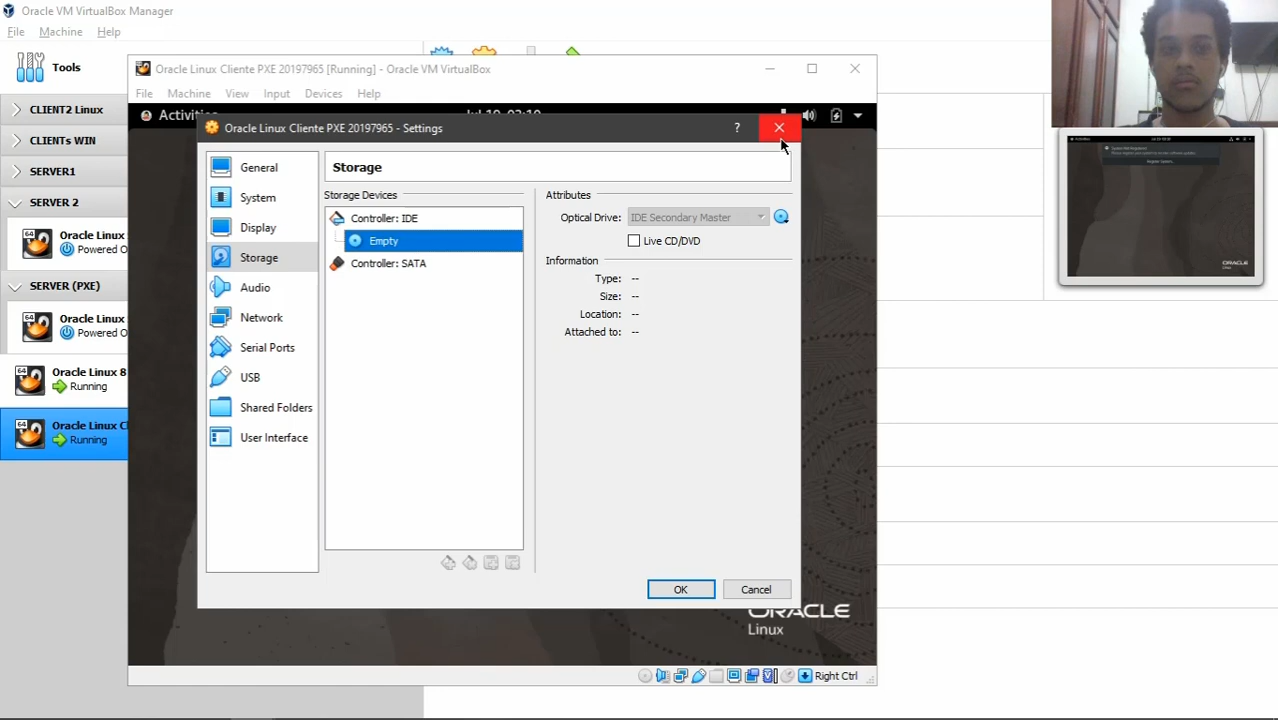 Oracle VM VirtualBox Manager
File Machine Help
Tools
CLIENT2 Linux
CLIENTs WIN
SERVER1
SERVER 2
Oracle Linux
Powered O
SERVER (PXE)
Oracle Linux
Powered O
Oracle Linux 8
Running
Oracle Linux Cl
Running
Oracle Linux Cliente PXE 20197965 [Running] - Oracle VM VirtualBox
File Machine View Input Devices Help
Activities
Oracle Linux Cliente PXE 20197965 - Settings
?
General
System
Display
Storage
Audio
Network
Serial Ports
USB
Shared Folders
User Interface
Storage
Storage Devices
Controller: IDE
Empty
Controller: SATA
Attributes
Optical Drive: IDE Secondary Master
Live CD/DVD
Information
Type: --
Size: --
Location: --
Attached to: --
OK Cancel
ORACLE
Linux
Right Ctrl
ORACLE